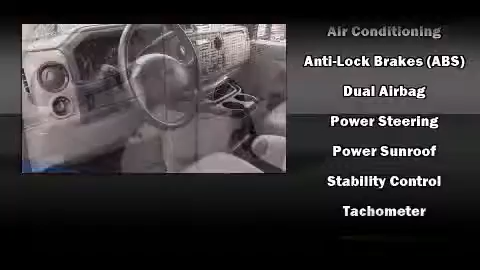 Air Conditioning
Anti-Lock Brakes (ABS)
Dual Airbag
Power Steering
Power Sunroof
Stability Control
Tachometer